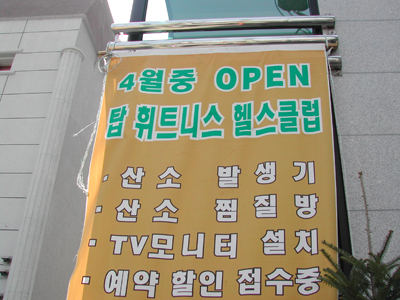 4월중 OPEN
탑 휘트니스 헬스클럽
· 산소 발생기
· 산소 찜질방
· TV모니터 설치
· 예약 할인 접수중